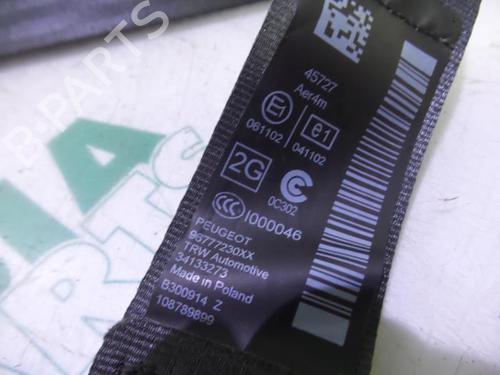 B-PARTS
45727
Aer4m
E1
e1
061102
041102
2G
C
0C302
CCC
I000046
PEUGEOT
96777230XX
TRW Automotive
34133273
Made in Poland
B300914 Z
108789899